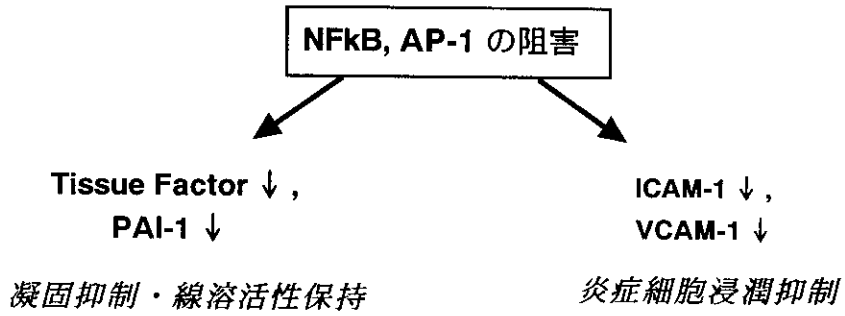 NFkB, AP-1 の阻害
Tissue Factor ↓ ,
PAI-1 ↓
凝固抑制・線溶活性保持
ICAM-1 ↓ ,
VCAM-1 ↓
炎症細胞浸潤抑制